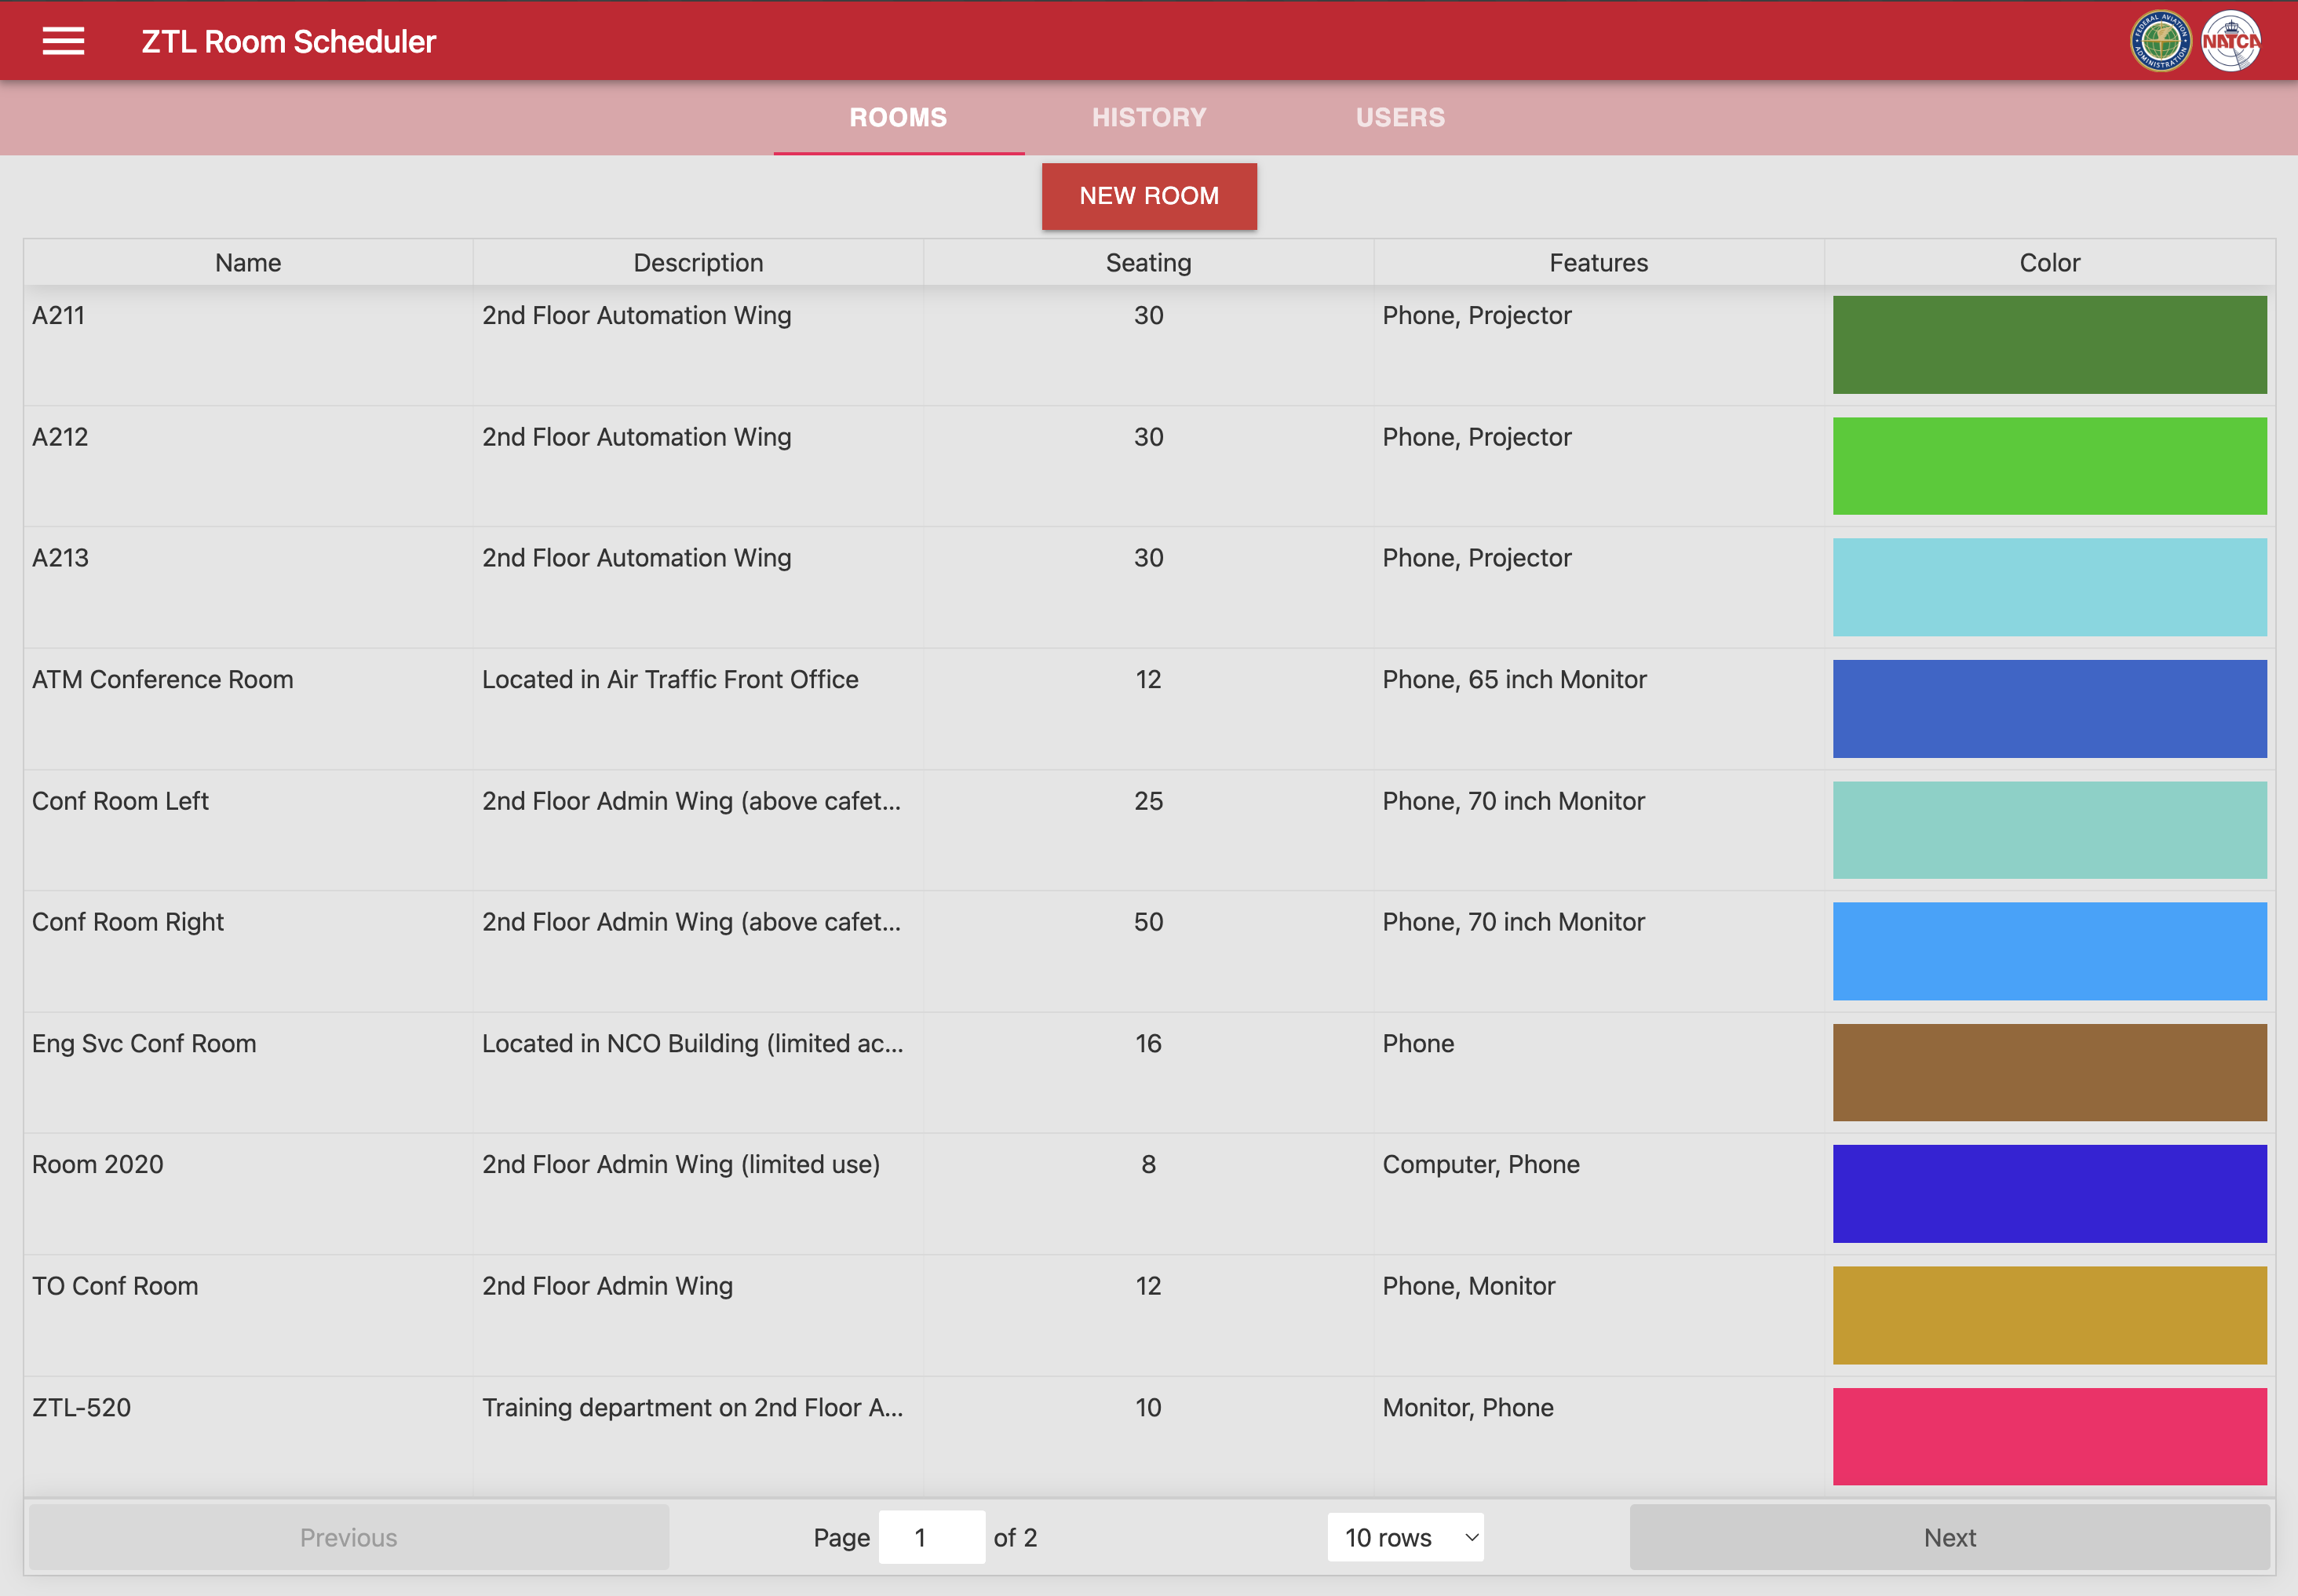 ZTL Room Scheduler
FEDERAL AVIATION ADMINISTRATION
NATCA
ROOMS HISTORY USERS
NEW ROOM
Name Description Seating Features Color
A211 2nd Floor Automation Wing 30 Phone, Projector
A212 2nd Floor Automation Wing 30 Phone, Projector
A213 2nd Floor Automation Wing 30 Phone, Projector
ATM Conference Room Located in Air Traffic Front Office 12 Phone, 65 inch Monitor
Conf Room Left 2nd Floor Admin Wing (above cafet... 25 Phone, 70 inch Monitor
Conf Room Right 2nd Floor Admin Wing (above cafet... 50 Phone, 70 inch Monitor
Eng Svc Conf Room Located in NCO Building (limited ac... 16 Phone
Room 2020 2nd Floor Admin Wing (limited use) 8 Computer, Phone
TO Conf Room 2nd Floor Admin Wing 12 Phone, Monitor
ZTL-520 Training department on 2nd Floor A... 10 Monitor, Phone
Previous Page 1 of 2 10 rows Next